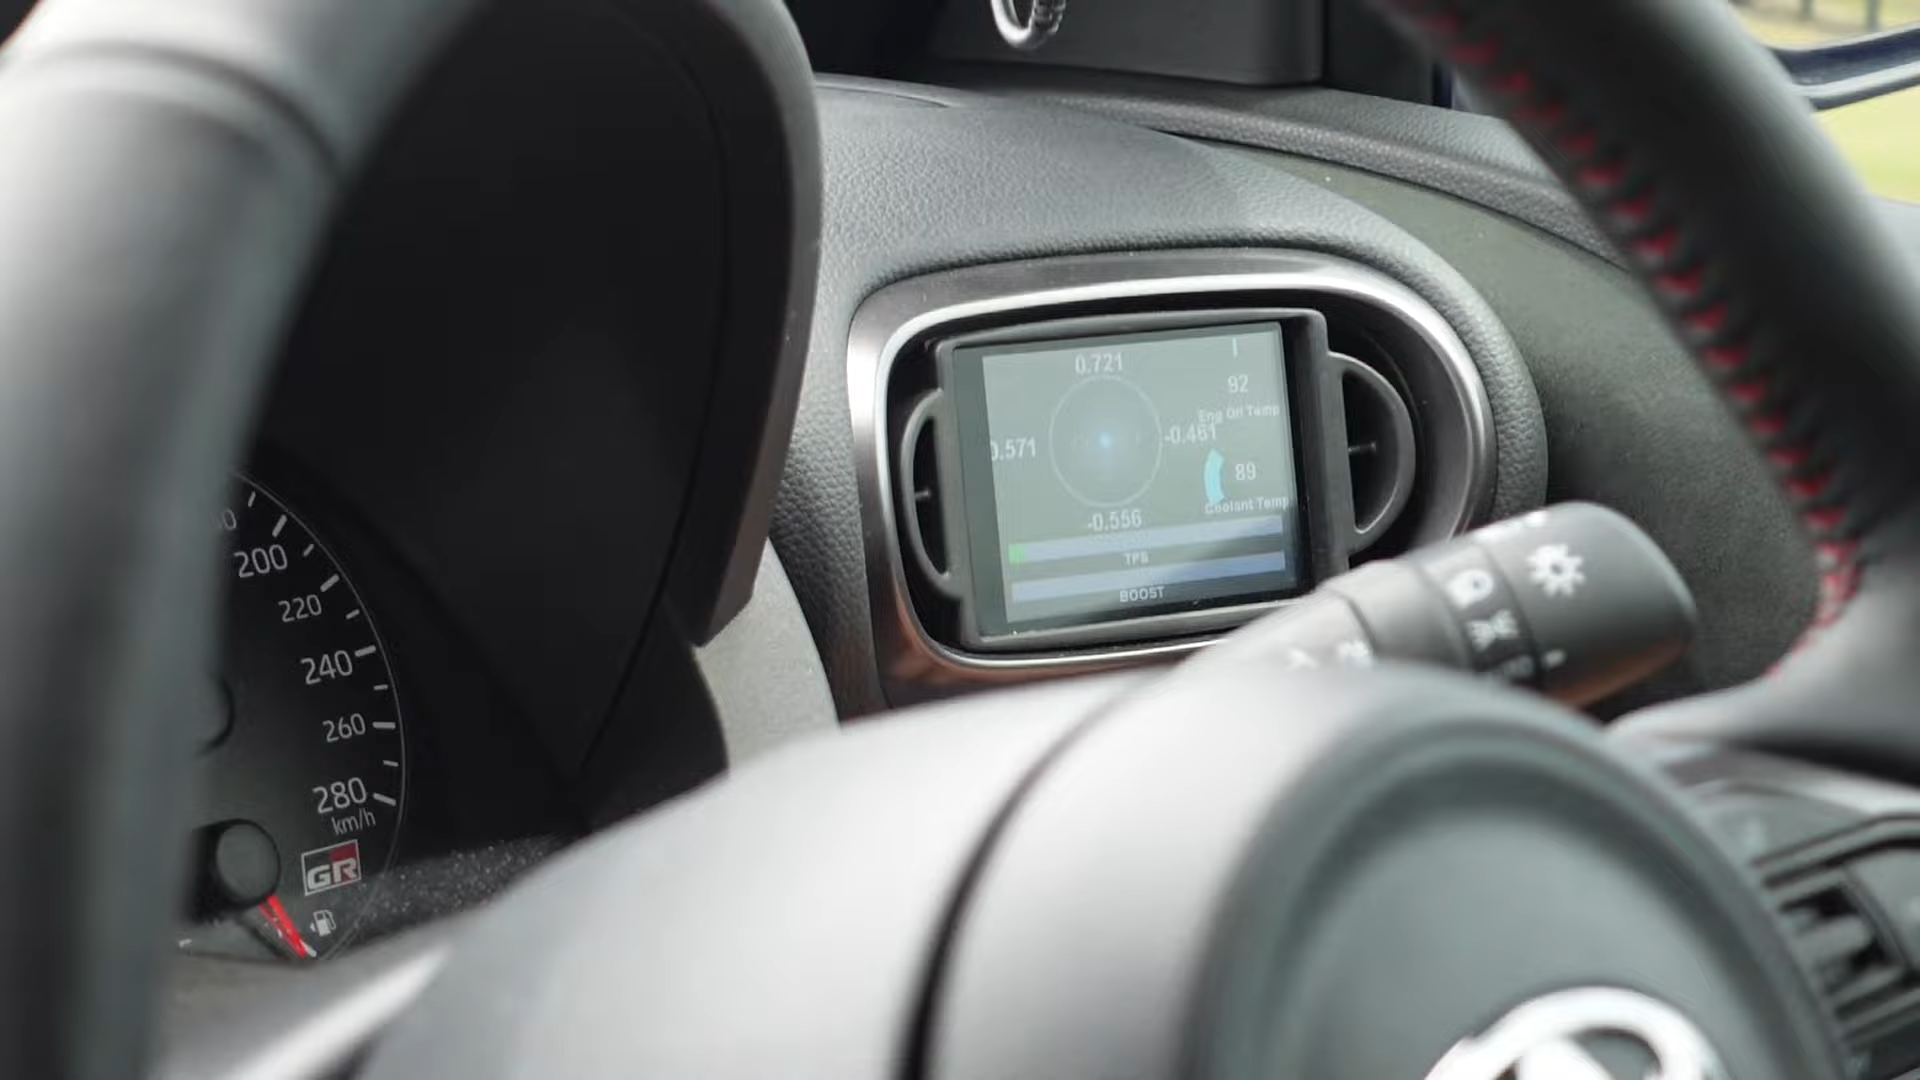 0.721
92
Eng Oil Temp
0.571
-0.461
89
Coolant Temp
-0.556
TPS
BOOST
200
220
240
260
280
km/h
GR